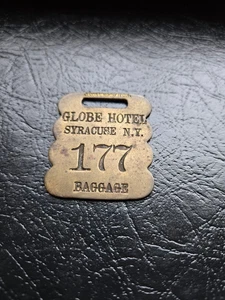 GLOBE HOTEL
SYRACUSE N.Y.
177
BAGGAGE